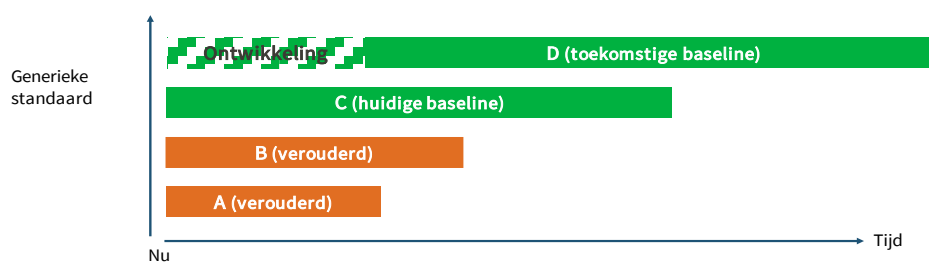 Generieke
standaard
Ontwikkeling
D (toekomstige baseline)
C (huidige baseline)
B (verouderd)
A (verouderd)
Nu
Tijd